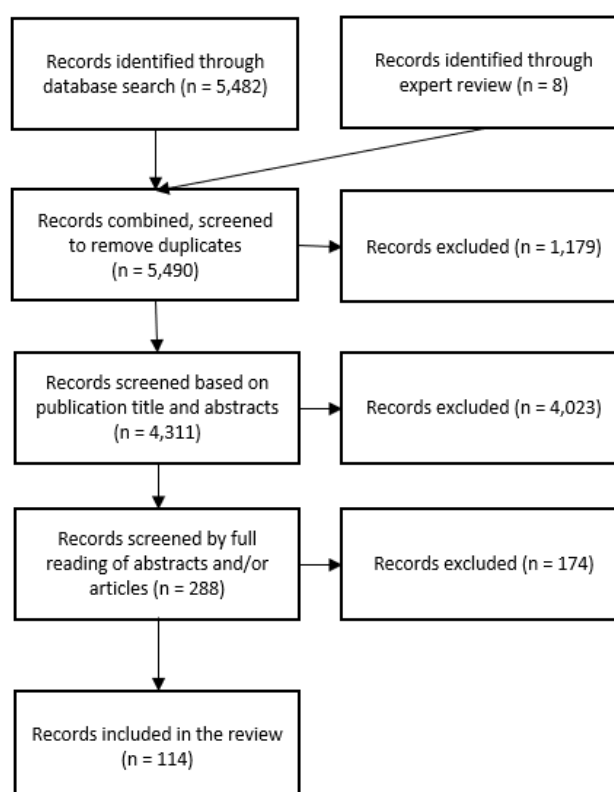 Records identified through
database search (n = 5,482)
Records identified through
expert review (n = 8)
Records combined, screened
to remove duplicates
(n = 5,490)
Records excluded (n = 1,179)
Records screened based on
publication title and abstracts
(n = 4,311)
Records excluded (n = 4,023)
Records screened by full
reading of abstracts and/or
articles (n = 288)
Records excluded (n = 174)
Records included in the review
(n = 114)